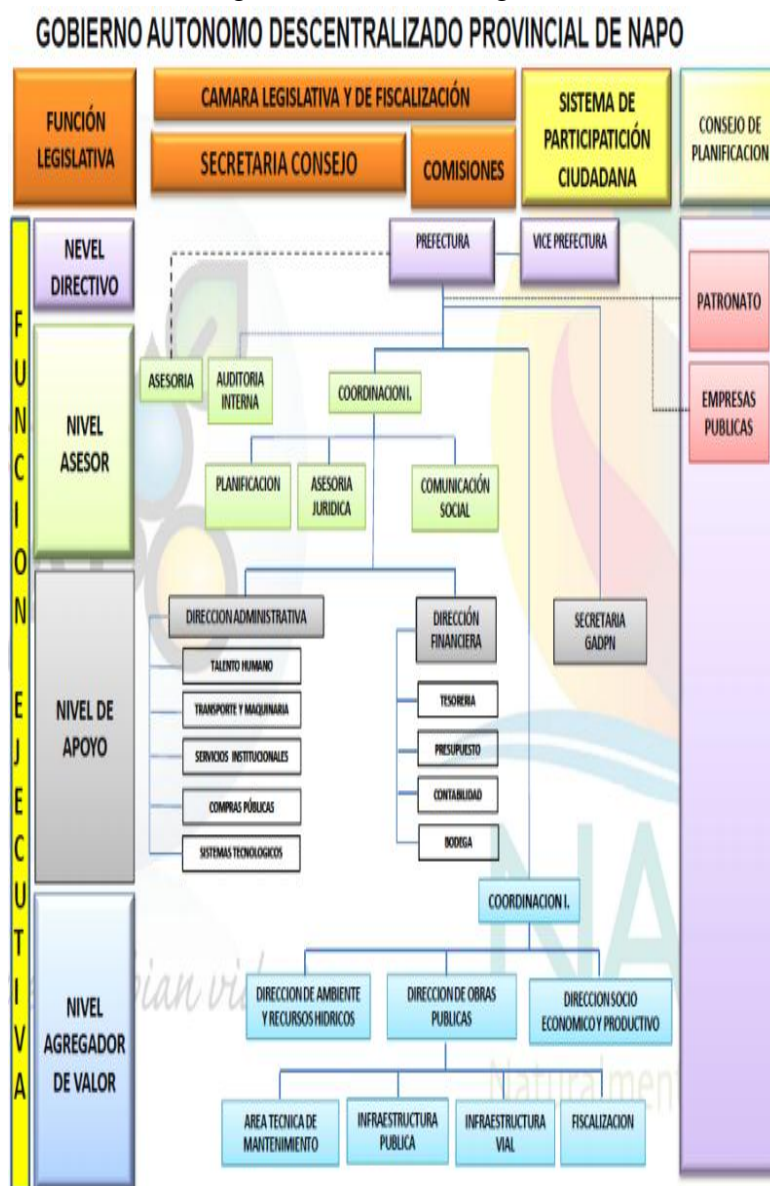 GOBIERNO AUTONOMO DESCENTRALIZADO PROVINCIAL DE NAPO
FUNCIÓN
LEGISLATIVA
CAMARA LEGISLATIVA Y DE FISCALIZACIÓN
SECRETARIA CONSEJO
COMISIONES
SISTEMA DE
PARTICIPATICIÓN
CIUDADANA
CONSEJO DE
PLANIFICACION
FUNCION EJECUTIVA
NEVEL
DIRECTIVO
PREFECTURA
VICE PREFECTURA
PATRONATO
EMPRESAS
PUBLICAS
NIVEL
ASESOR
ASESORIA
AUDITORIA
INTERNA
COORDINACION I.
PLANIFICACION
ASESORIA
JURIDICA
COMUNICACIÓN
SOCIAL
NIVEL DE
APOYO
DIRECCION ADMINISTRATIVA
TALENTO HUMANO
TRANSPORTE Y MAQUINARIA
SERVICIOS INSTITUCIONALES
COMPRAS PÚBLICAS
SISTEMAS TECNOLOGICOS
DIRECCIÓN
FINANCIERA
TESORERIA
PRESUPUESTO
CONTABILIDAD
BODEGA
SECRETARIA
GADPN
NIVEL
AGREGADOR
DE VALOR
COORDINACION I.
DIRECCION DE AMBIENTE
Y RECURSOS HIDRICOS
DIRECCION DE OBRAS
PUBLICAS
DIRECCION SOCIO
ECONOMICO Y PRODUCTIVO
AREA TECNICA DE
MANTENIMIENTO
INFRAESTRUCTURA
PUBLICA
INFRAESTRUCTURA
VIAL
FISCALIZACION